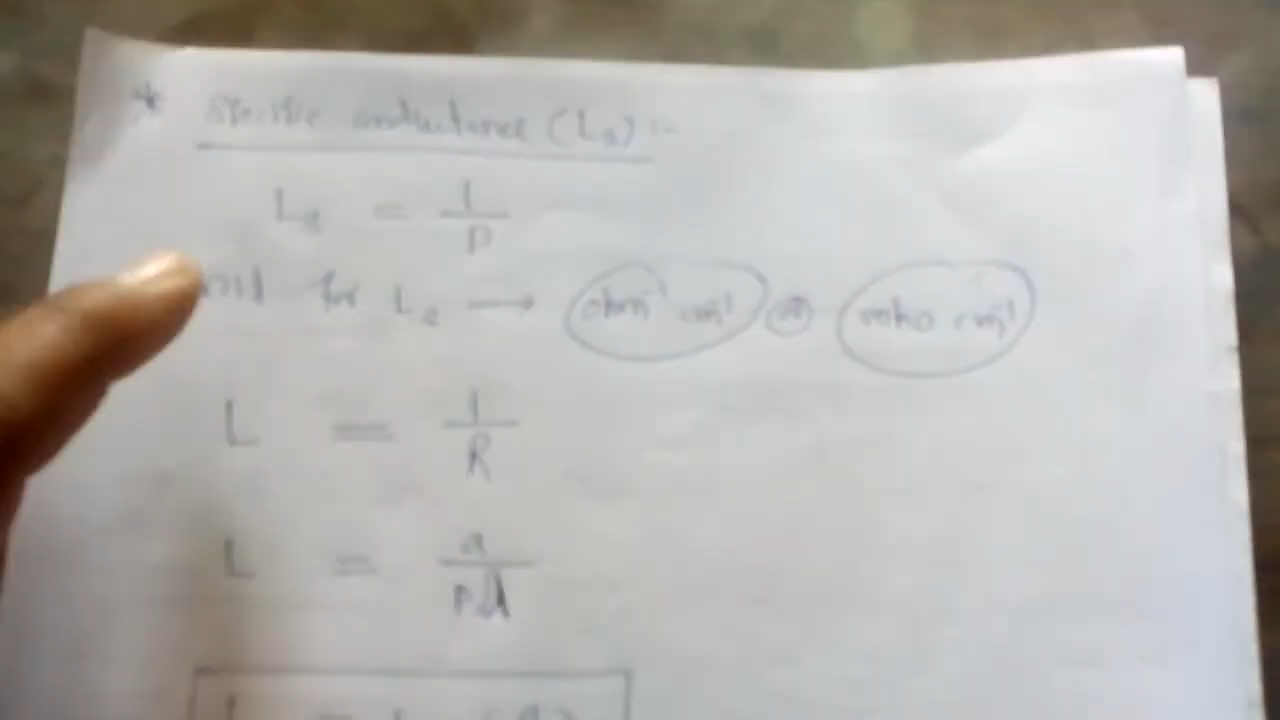 * Specific conductance (Ls) :-
Ls = 1/ρ
unit for Ls → ohm⁻¹ cm⁻¹ or mho cm⁻¹
L = 1/R
L = a/ρl